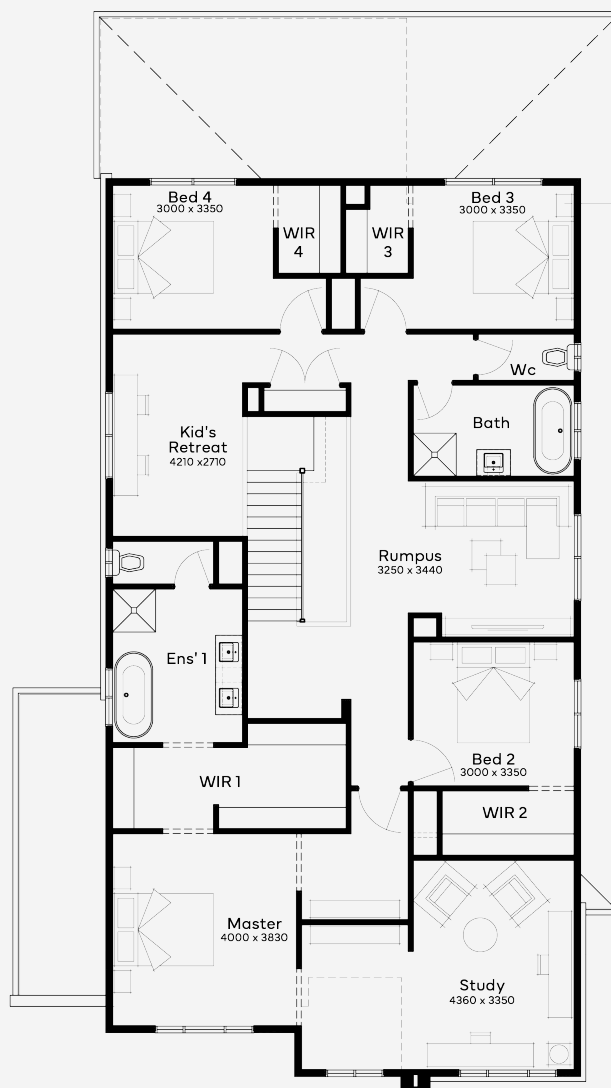 Bed 4
3000 x 3350
WIR
4
WIR
3
Bed 3
3000 x 3350
Wc
Bath
Kid's
Retreat
4210 x2710
Rumpus
3250 x 3440
Ens' 1
Bed 2
3000 x 3350
WIR 1
WIR 2
Master
4000 x 3830
Study
4360 x 3350